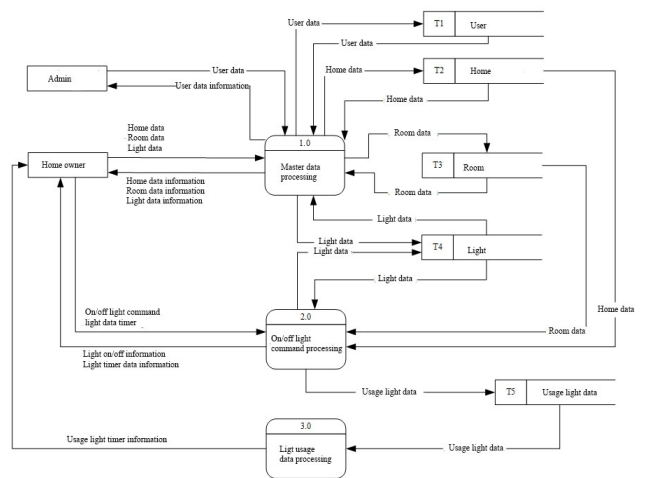 User data
T1 User
User data
Admin
User data
User data information
Home data
T2 Home
Home data
Home data
Room data
Light data
1.0
Master data
processing
Room data
T3 Room
Room data
Home owner
Home data information
Room data information
Light data information
Light data
Light data
Light data
T4 Light
Light data
On/off light command
light data timer
2.0
On/off light
command processing
Home data
Room data
Light on/off information
Light timer data information
Usage light data
T5 Usage light data
3.0
Ligt usage
data processing
Usage light timer information
Usage light data